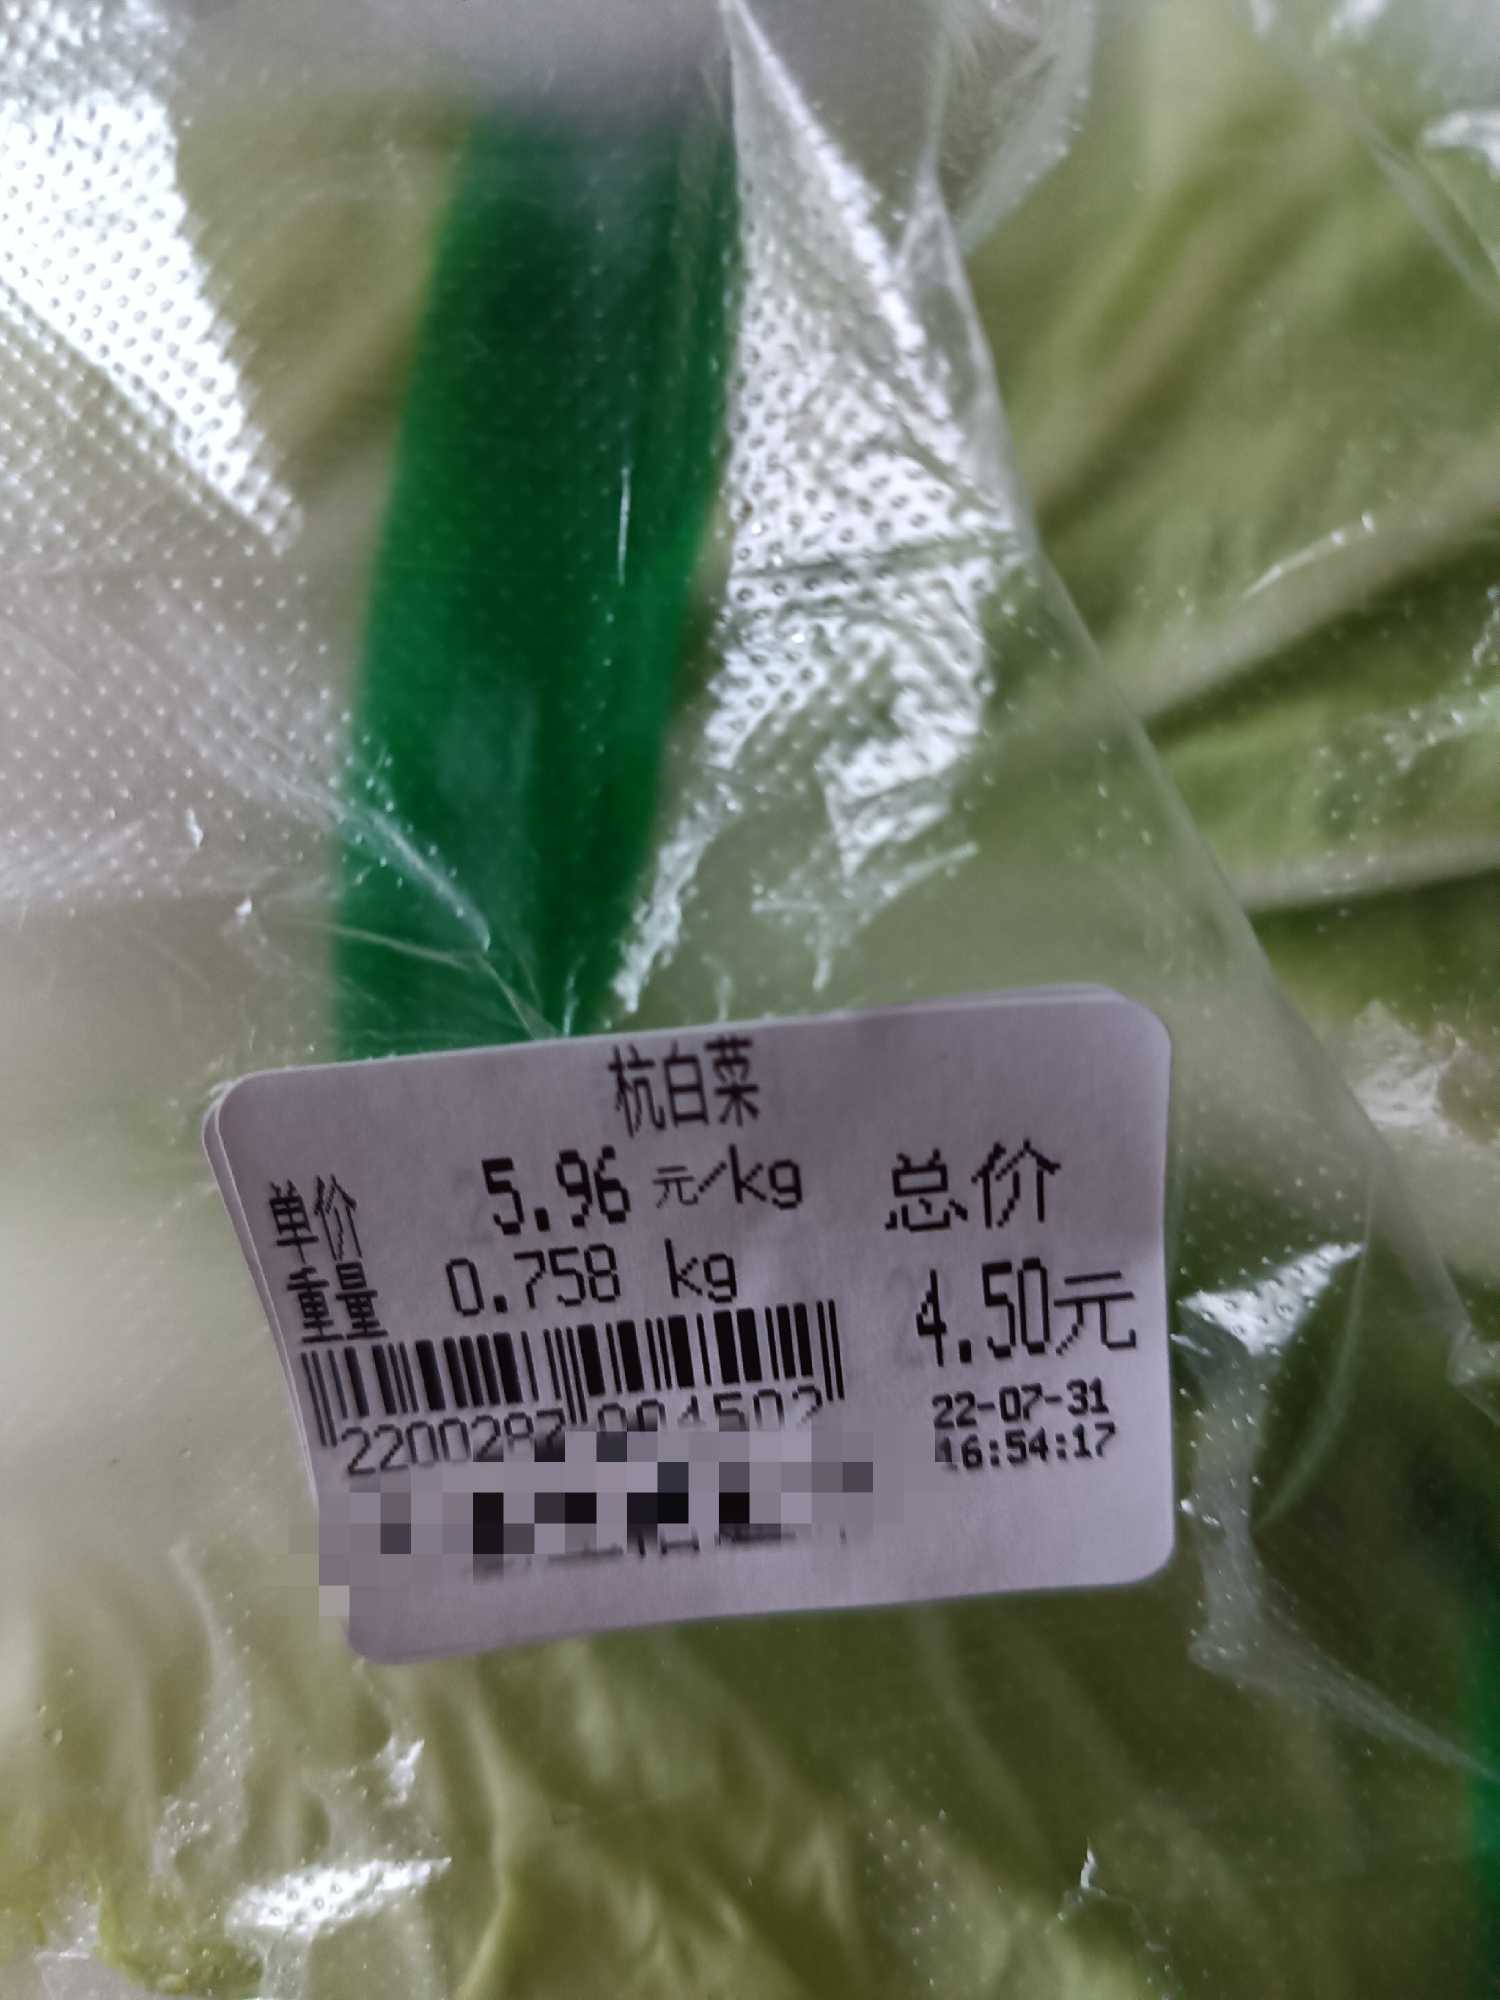 杭白菜
单价 5.96 元/kg
重量 0.758 kg
总价
4.50元
2200287004502
22-07-31
16:54:17